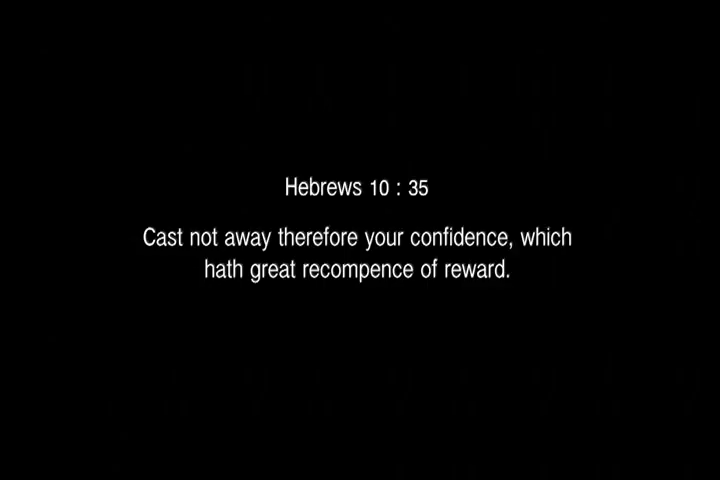 Hebrews 10 : 35
Cast not away therefore your confidence, which
hath great recompence of reward.